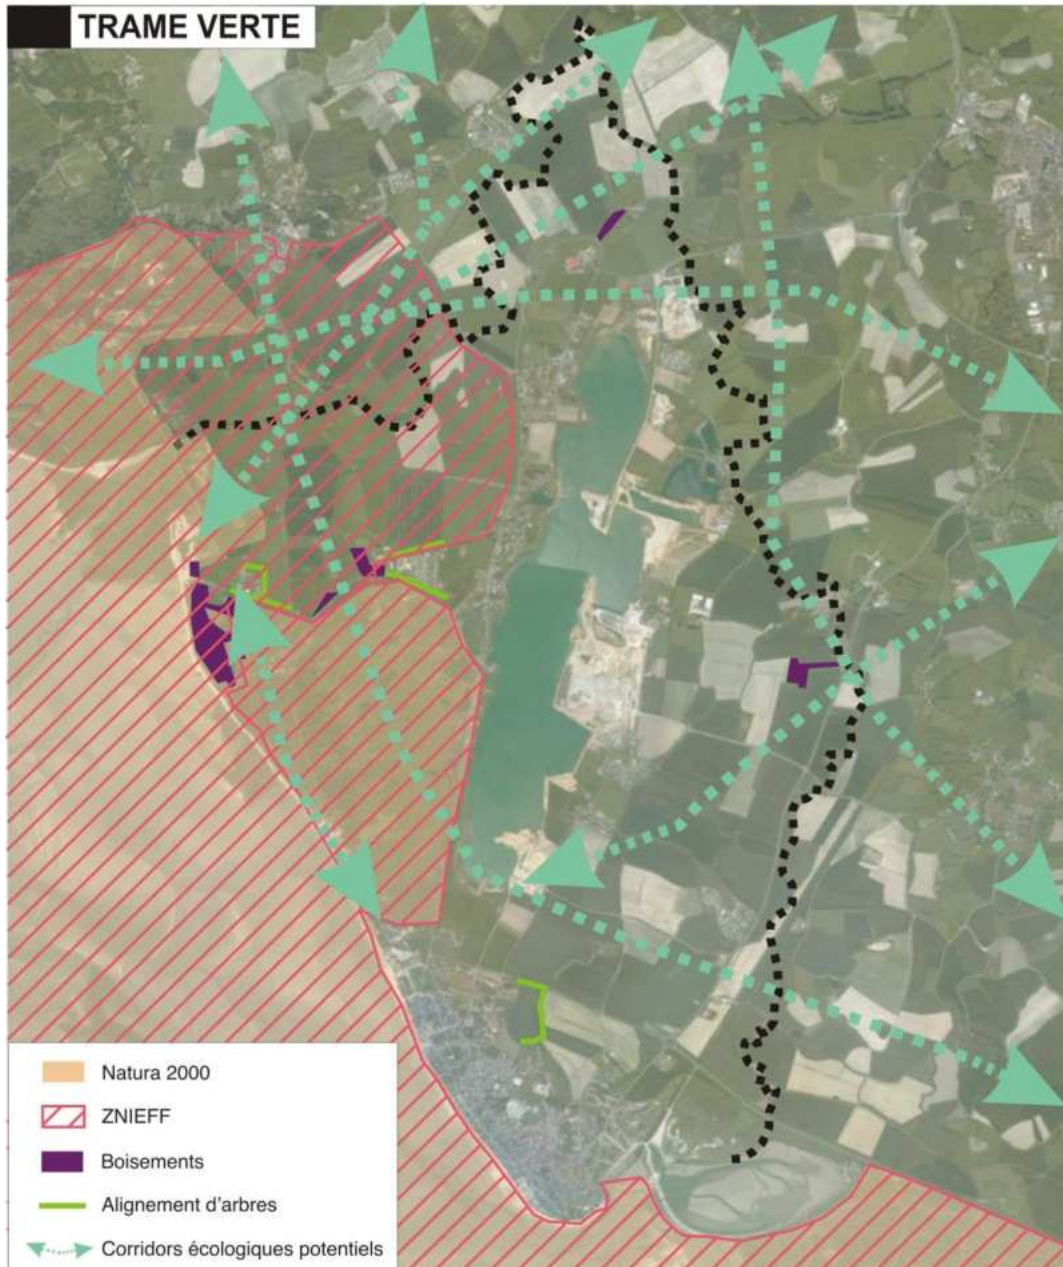 TRAME VERTE
Natura 2000
ZNIEFF
Boisements
Alignement d'arbres
Corridors écologiques potentiels